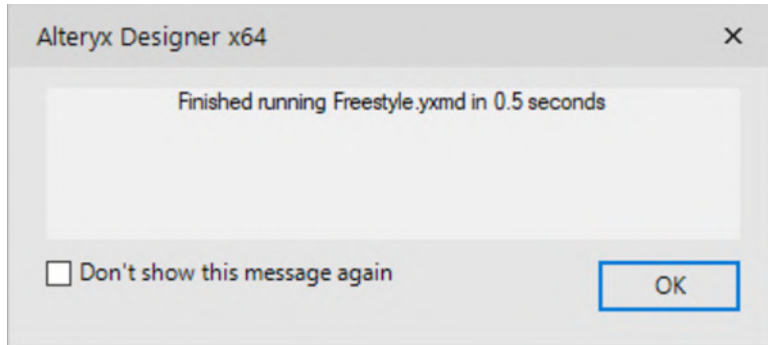 Alteryx Designer x64
Finished running Freestyle.yxmd in 0.5 seconds
Don't show this message again
OK